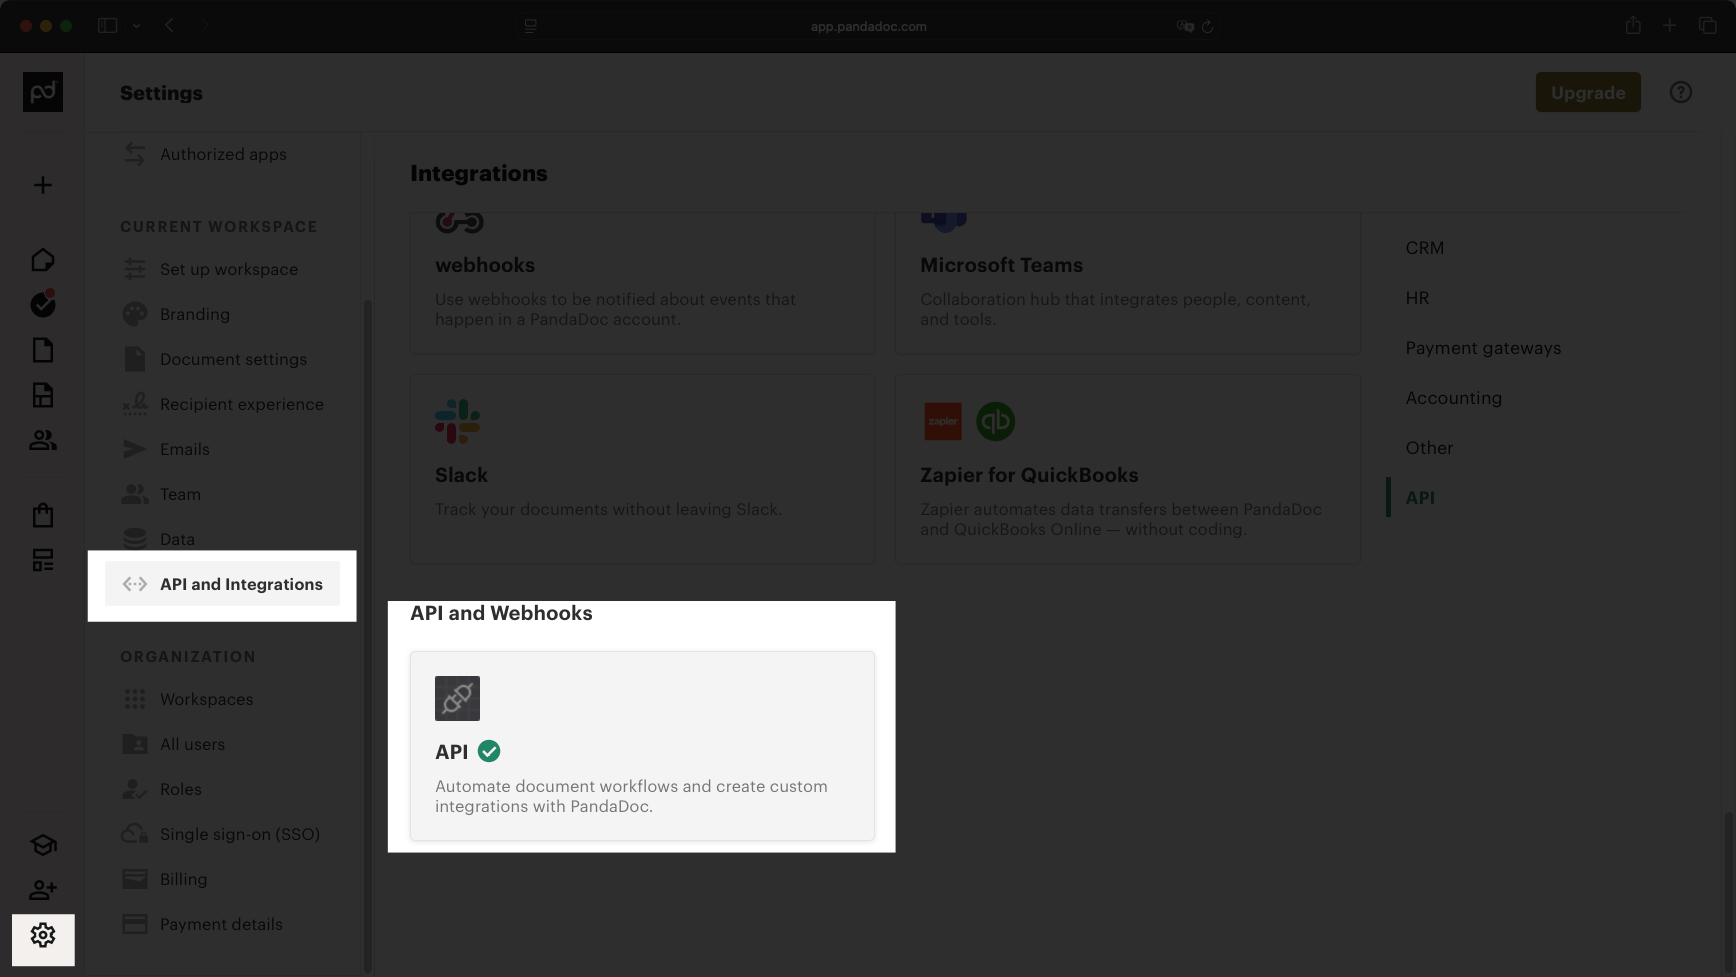 app.pandadoc.com
pd
Settings
Upgrade
?
Authorized apps
CURRENT WORKSPACE
Set up workspace
Branding
Document settings
Recipient experience
Emails
Team
Data
API and Integrations
ORGANIZATION
Workspaces
All users
Roles
Single sign-on (SSO)
Billing
Payment details
Integrations
webhooks
Use webhooks to be notified about events that
happen in a PandaDoc account.
Microsoft Teams
Collaboration hub that integrates people, content,
and tools.
Slack
Track your documents without leaving Slack.
zapier
qb
Zapier for QuickBooks
Zapier automates data transfers between PandaDoc
and QuickBooks Online — without coding.
API and Webhooks
API
Automate document workflows and create custom
integrations with PandaDoc.
CRM
HR
Payment gateways
Accounting
Other
API